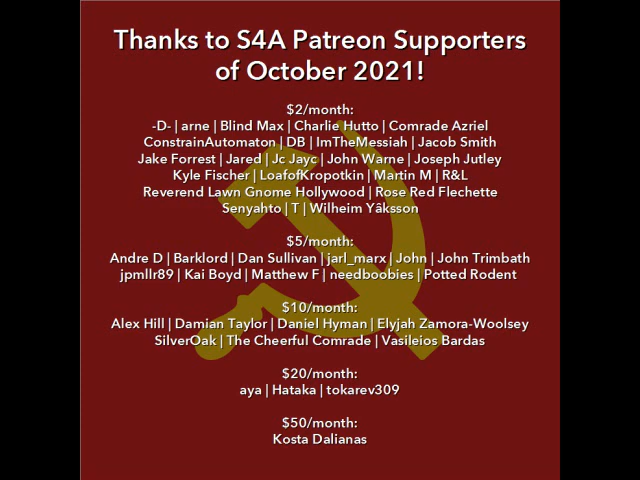 Thanks to S4A Patreon Supporters
of October 2021!
$2/month:
-D- | arne | Blind Max | Charlie Hutto | Comrade Azriel
ConstrainAutomaton | DB | ImTheMessiah | Jacob Smith
Jake Forrest | Jared | Jc Jayc | John Warne | Joseph Jutley
Kyle Fischer | LoafofKropotkin | Martin M | R&L
Reverend Lawn Gnome Hollywood | Rose Red Flechette
Senyahto | T | Wilheim Yâksson
$5/month:
Andre D | Barklord | Dan Sullivan | jarl_marx | John | John Trimbath
jpmllr89 | Kai Boyd | Matthew F | needboobies | Potted Rodent
$10/month:
Alex Hill | Damian Taylor | Daniel Hyman | Elyjah Zamora-Woolsey
SilverOak | The Cheerful Comrade | Vasileios Bardas
$20/month:
aya | Hataka | tokarev309
$50/month:
Kosta Dalianas